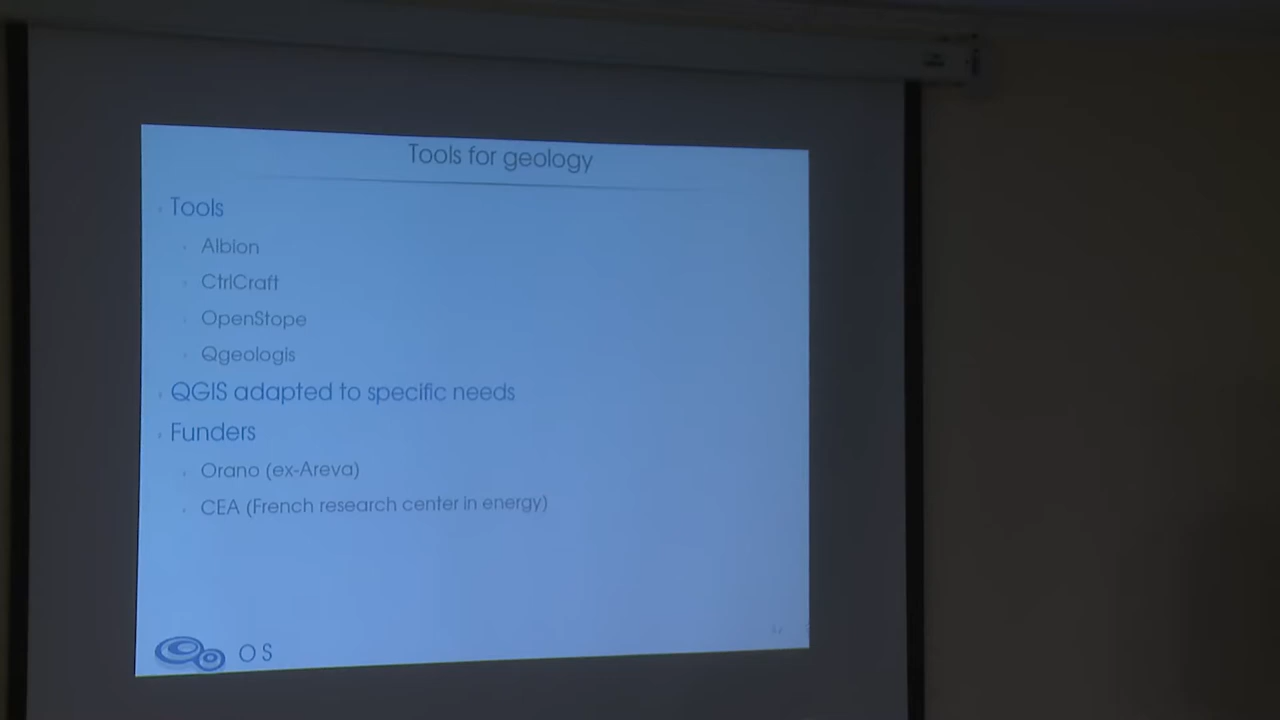 Tools for geology
Tools
Albion
CtrlCraft
OpenStope
Qgeologis
QGIS adapted to specific needs
Funders
Orano (ex-Areva)
CEA (French research center in energy)
OS